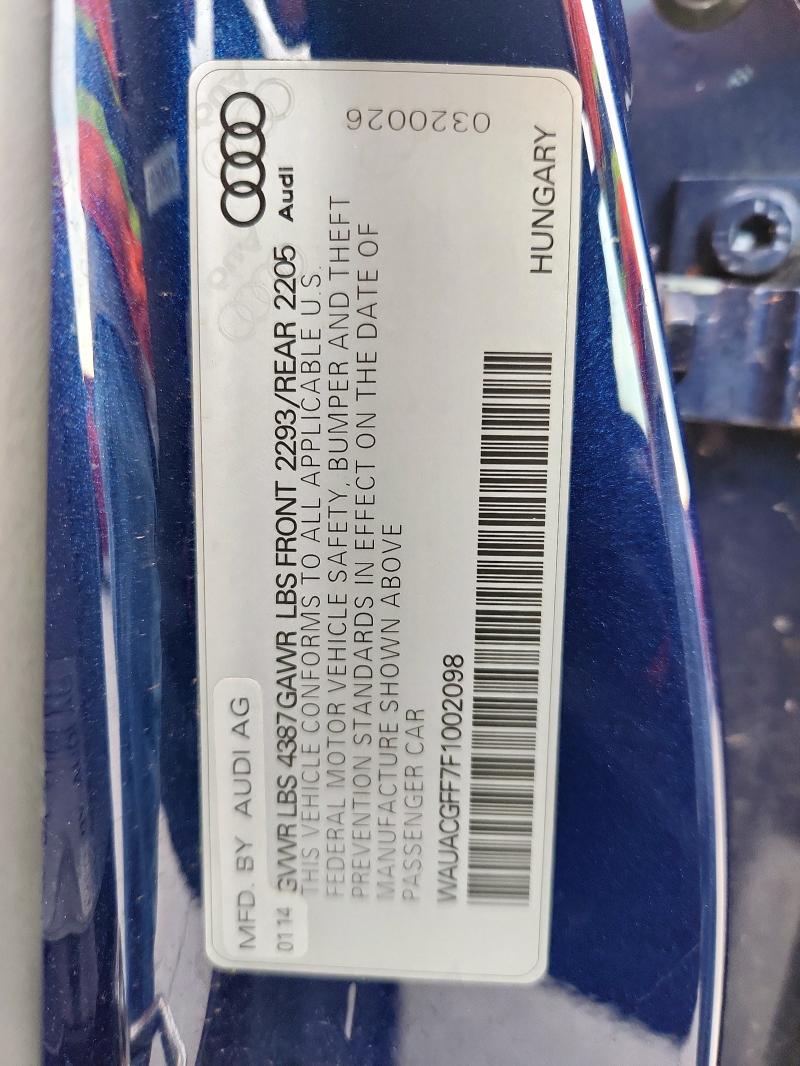 MFD. BY AUDI AG
0114 GVWR LBS 4387 GAWR LBS FRONT 2293/REAR 2205
Audi
THIS VEHICLE CONFORMS TO ALL APPLICABLE U.S.
FEDERAL MOTOR VEHICLE SAFETY, BUMPER AND THEFT
PREVENTION STANDARDS IN EFFECT ON THE DATE OF
MANUFACTURE SHOWN ABOVE
PASSENGER CAR
WAUACGFF7F1002098
HUNGARY
0320026